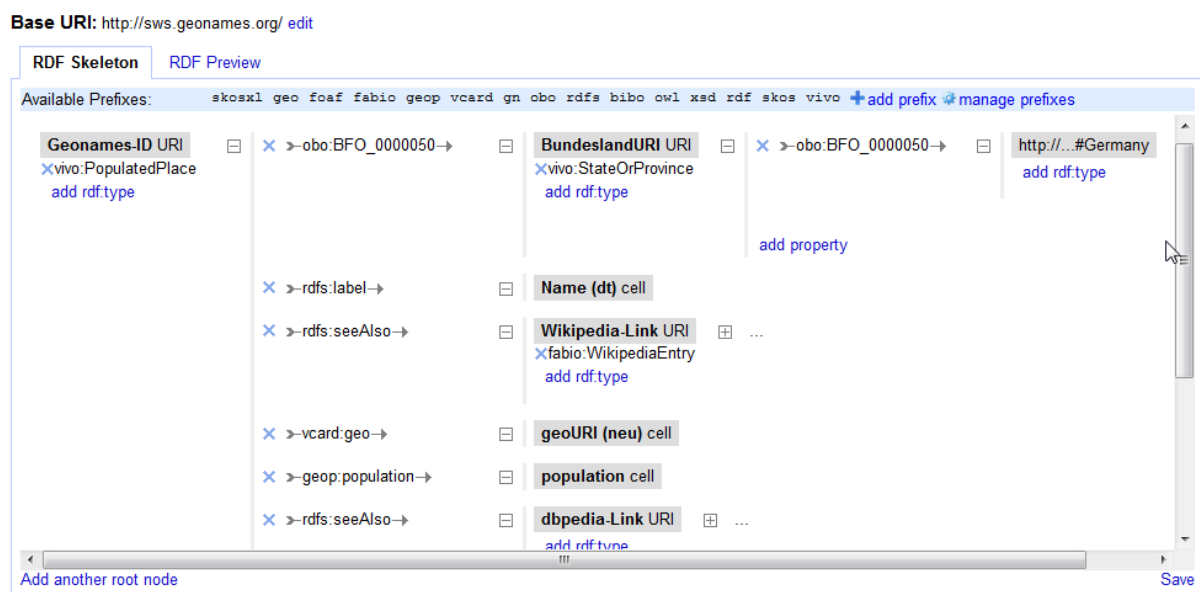 Base URI: http://sws.geonames.org/ edit
RDF Skeleton RDF Preview
Available Prefixes: skosxl geo foaf fabio geop vcard gn obo rdfs bibo owl xsd rdf skos vivo add prefix manage prefixes
Geonames-ID URI obo:BFO_0000050 BundeslandURI URI obo:BFO_0000050 http://...#Germany
vivo:PopulatedPlace vivo:StateOrProvince add rdf:type
add rdf:type add rdf:type
add property
rdfs:label Name (dt) cell
rdfs:seeAlso Wikipedia-Link URI ...
fabio:WikipediaEntry
add rdf:type
vcard:geo geoURI (neu) cell
geop:population population cell
rdfs:seeAlso dbpedia-Link URI ...
add rdf:type
Add another root node Save